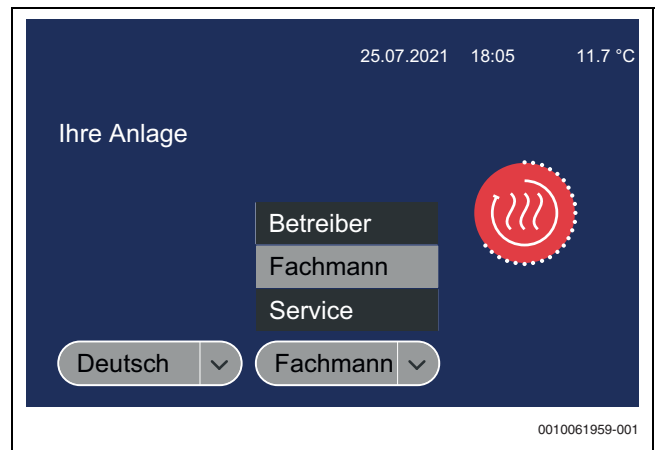 25.07.2021 18:05 11.7 °C
Ihre Anlage
Betreiber
Fachmann
Service
Deutsch Fachmann
0010061959-001